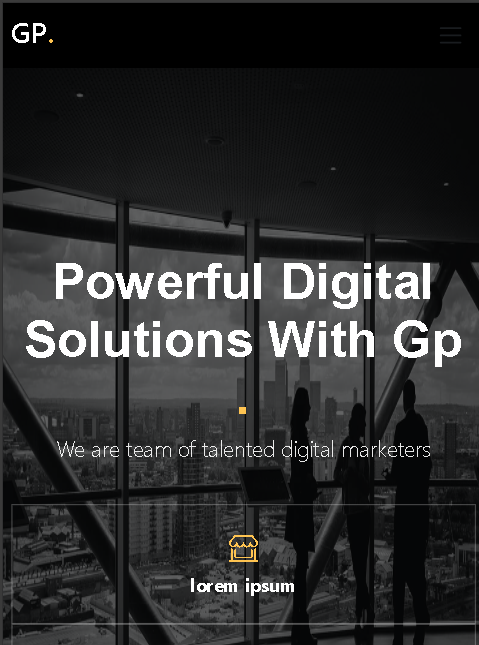 GP.
Powerful Digital
Solutions With Gp
We are team of talented digital marketers
lorem ipsum